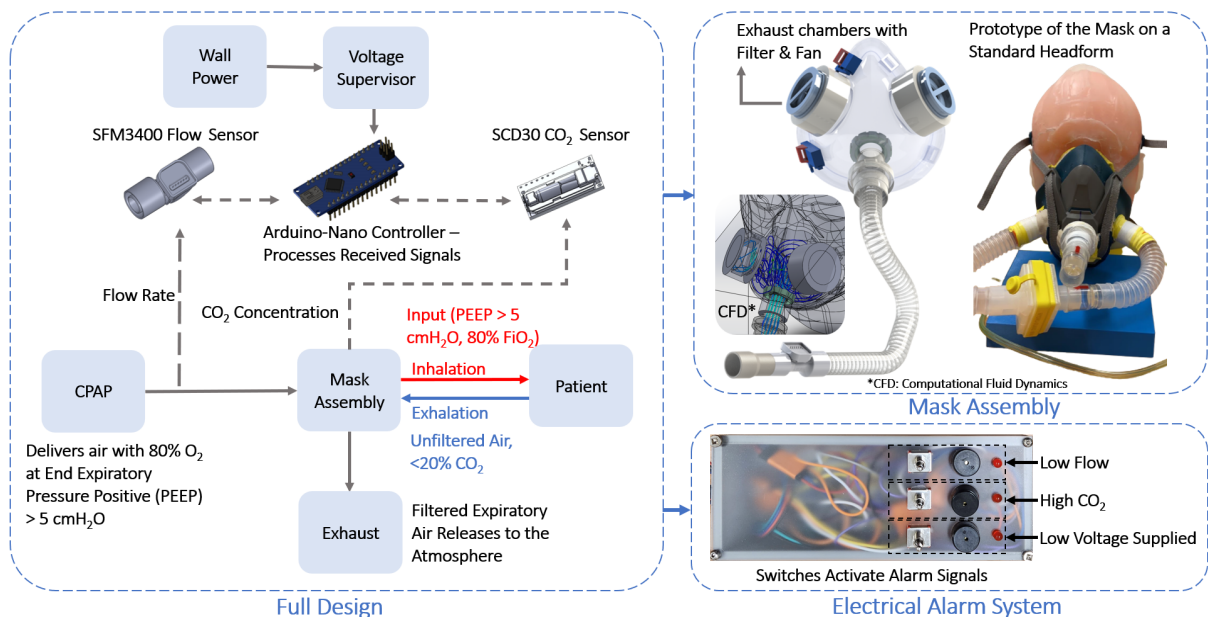 Wall
Power
Voltage
Supervisor
SFM3400 Flow Sensor
SCD30 CO₂ Sensor
Arduino-Nano Controller –
Processes Received Signals
Flow Rate
CO₂ Concentration
Input (PEEP > 5
cmH₂O, 80% FiO₂)
Inhalation
CPAP
Mask
Assembly
Patient
Exhalation
Unfiltered Air,
<20% CO₂
Delivers air with 80% O₂
at End Expiratory
Pressure Positive (PEEP)
> 5 cmH₂O
Exhaust
Filtered Expiratory
Air Releases to the
Atmosphere
Full Design
Exhaust chambers with
Filter & Fan
Prototype of the Mask on a
Standard Headform
CFD*
*CFD: Computational Fluid Dynamics
Mask Assembly
Low Flow
High CO₂
Low Voltage Supplied
Switches Activate Alarm Signals
Electrical Alarm System